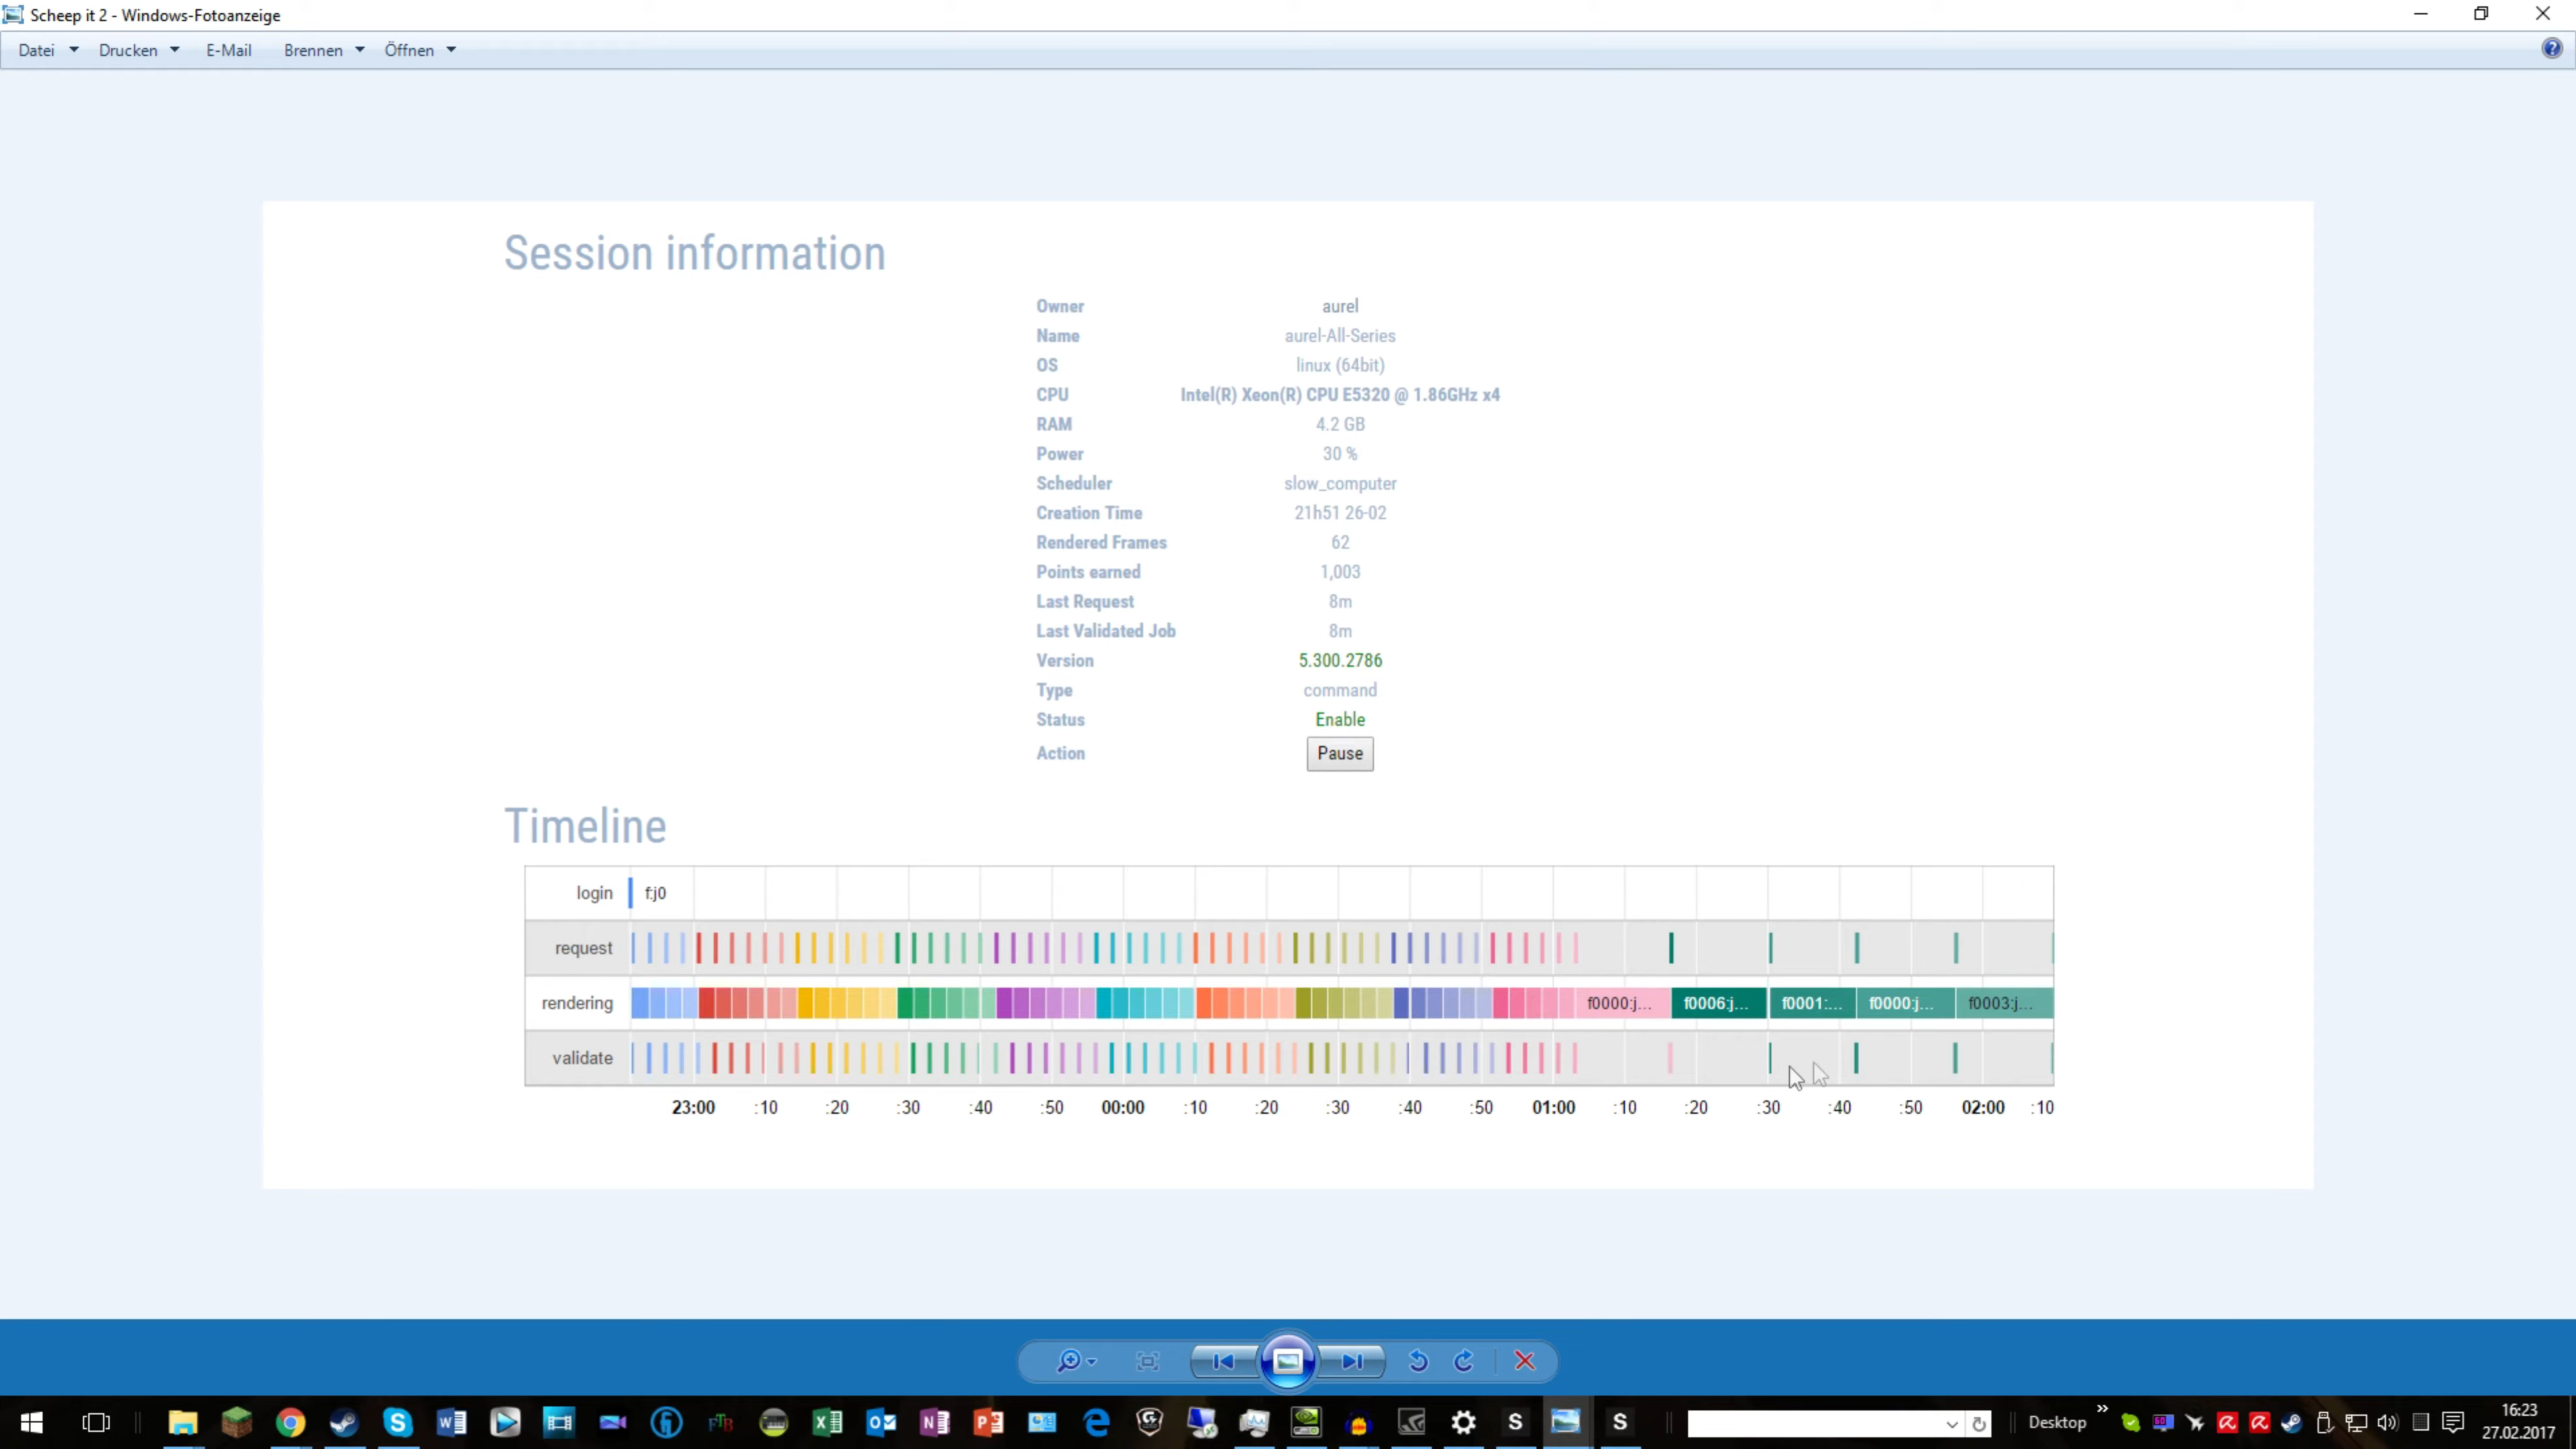 Scheep it 2 - Windows-Fotoanzeige
Datei Drucken E-Mail Brennen Öffnen
Session information
Owner aurel
Name aurel-All-Series
OS linux (64bit)
CPU Intel(R) Xeon(R) CPU E5320 @ 1.86GHz x4
RAM 4.2 GB
Power 30 %
Scheduler slow_computer
Creation Time 21h51 26-02
Rendered Frames 62
Points earned 1,003
Last Request 8m
Last Validated Job 8m
Version 5.300.2786
Type command
Status Enable
Action Pause
Timeline
login f:j0
request
rendering f0000:j... f0006:j... f0001:... f0000:j... f0003:j...
validate
23:00 :10 :20 :30 :40 :50 00:00 :10 :20 :30 :40 :50 01:00 :10 :20 :30 :40 :50 02:00 :10
Desktop
16:23
27.02.2017